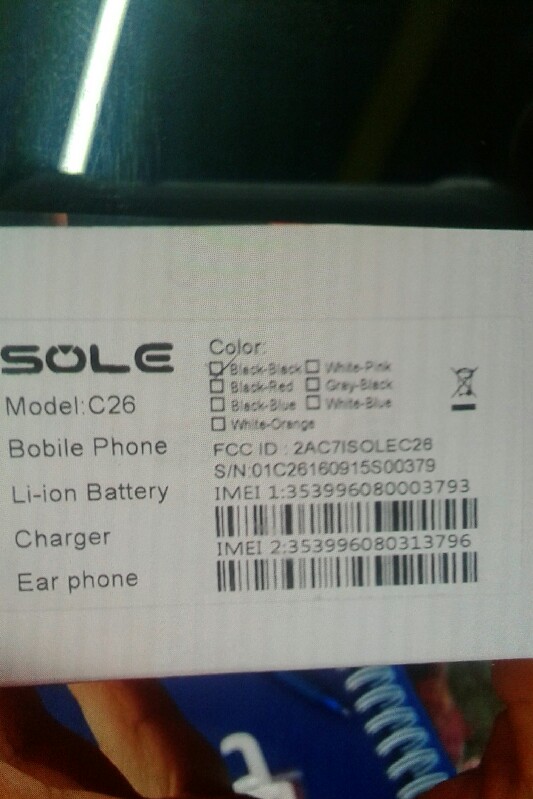 SOLE
Model:C26
Bobile Phone
Li-ion Battery
Charger
Ear phone
Color:
Black-Black White-Pink
Black-Red Grey-Black
Black-Blue White-Blue
White-Orange
FCC ID : 2AC7ISOLEC26
S/N:01C26160915S00379
IMEI 1:353996080003793
IMEI 2:353996080313796